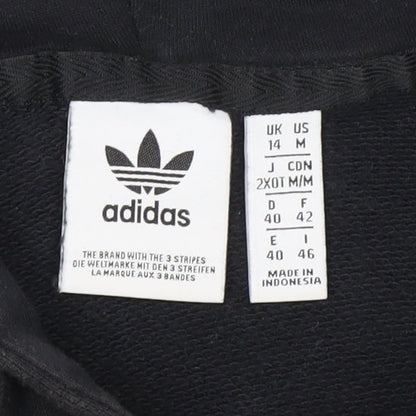 adidas
THE BRAND WITH THE 3 STRIPES
DIE WELTMARKE MIT DEN 3 STREIFEN
LA MARQUE AUX 3 BANDES
UK US
14 M
J CDN
2XOT M/M
D F
40 42
E I
40 46
MADE IN
INDONESIA